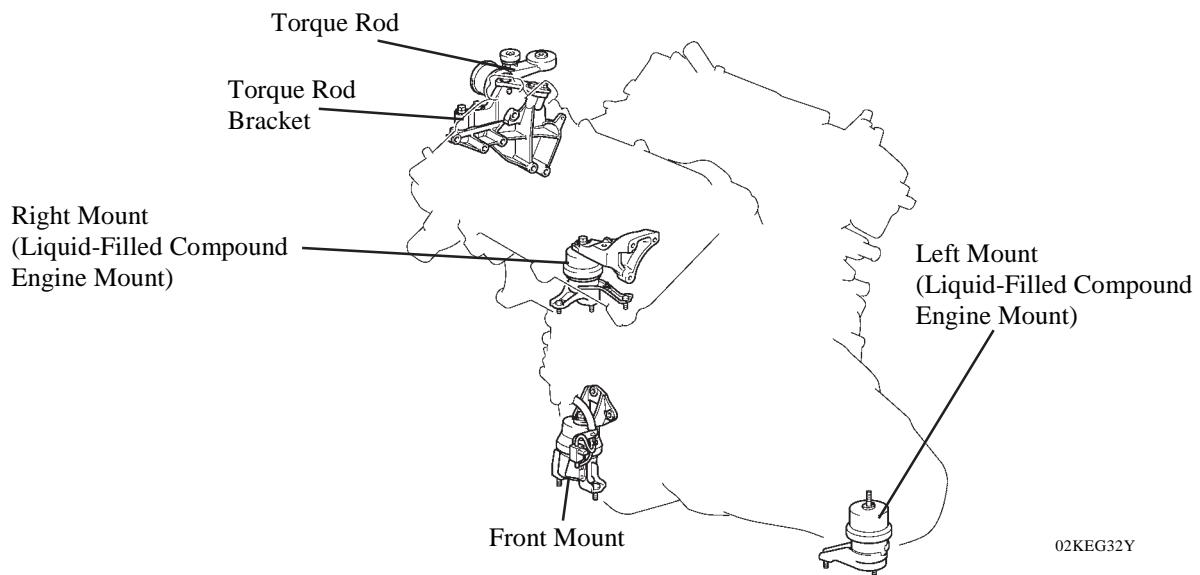 Torque Rod
Torque Rod
Bracket
Right Mount
(Liquid-Filled Compound
Engine Mount)
Left Mount
(Liquid-Filled Compound
Engine Mount)
Front Mount
02KEG32Y